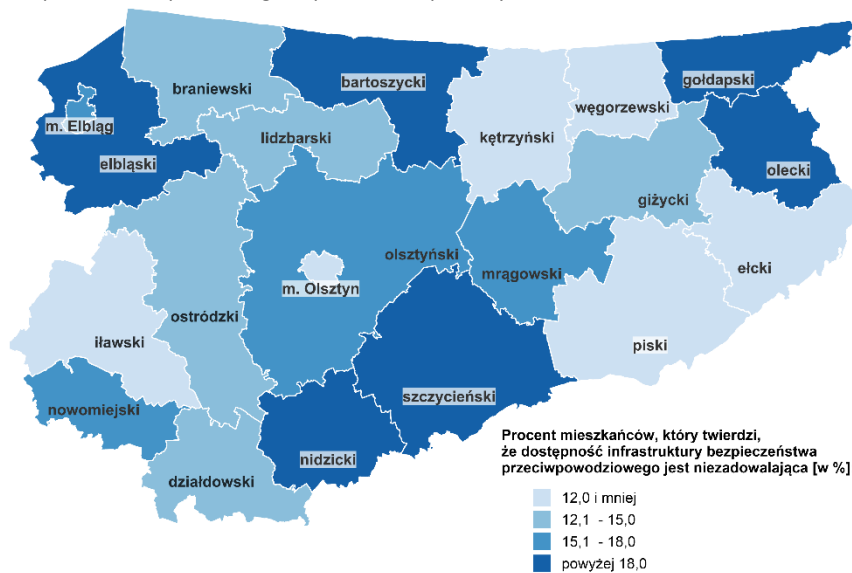 braniewski
bartoszycki
gołdapski
węgorzewski
m. Elbląg
kętrzyński
lidzbarski
elbląski
olecki
giżycki
olsztyński
mrągowski
ełcki
m. Olsztyn
ostródzki
iławski
piski
szczycieński
nowomiejski
nidzicki
działdowski
Procent mieszkańców, który twierdzi,
że dostępność infrastruktury bezpieczeństwa
przeciwpowodziowego jest niezadowalająca [w %]
12,0 i mniej
12,1 - 15,0
15,1 - 18,0
powyżej 18,0